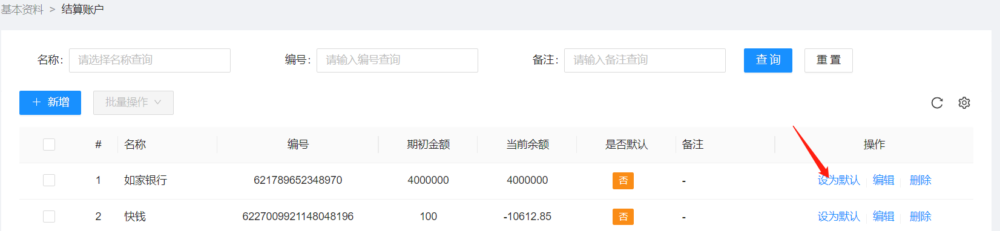 基本资料 > 结算账户
名称: 请选择名称查询 编号: 请输入编号查询 备注: 请输入备注查询 查 询 重 置
+ 新增 批量操作
# 名称 编号 期初金额 当前余额 是否默认 备注 操作
1 如家银行 621789652348970 4000000 4000000 否 - 设为默认 编辑 删除
2 快钱 6227009921148048196 100 -10612.85 否 - 设为默认 编辑 删除